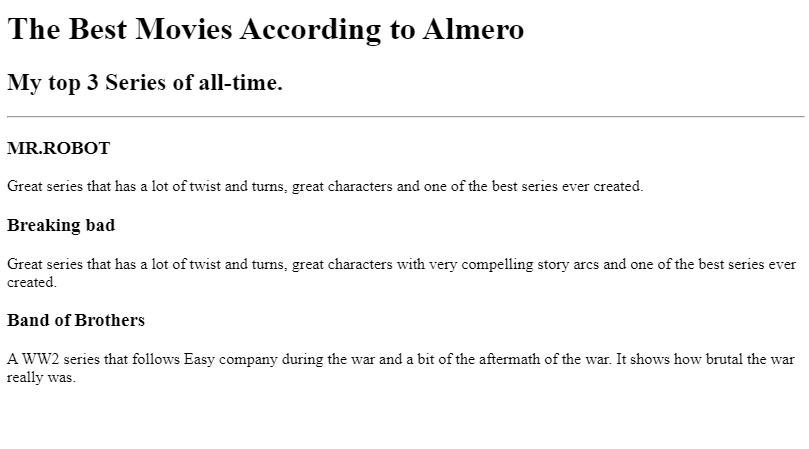 The Best Movies According to Almero
My top 3 Series of all-time.
MR.ROBOT
Great series that has a lot of twist and turns, great characters and one of the best series ever created.
Breaking bad
Great series that has a lot of twist and turns, great characters with very compelling story arcs and one of the best series ever
created.
Band of Brothers
A WW2 series that follows Easy company during the war and a bit of the aftermath of the war. It shows how brutal the war
really was.